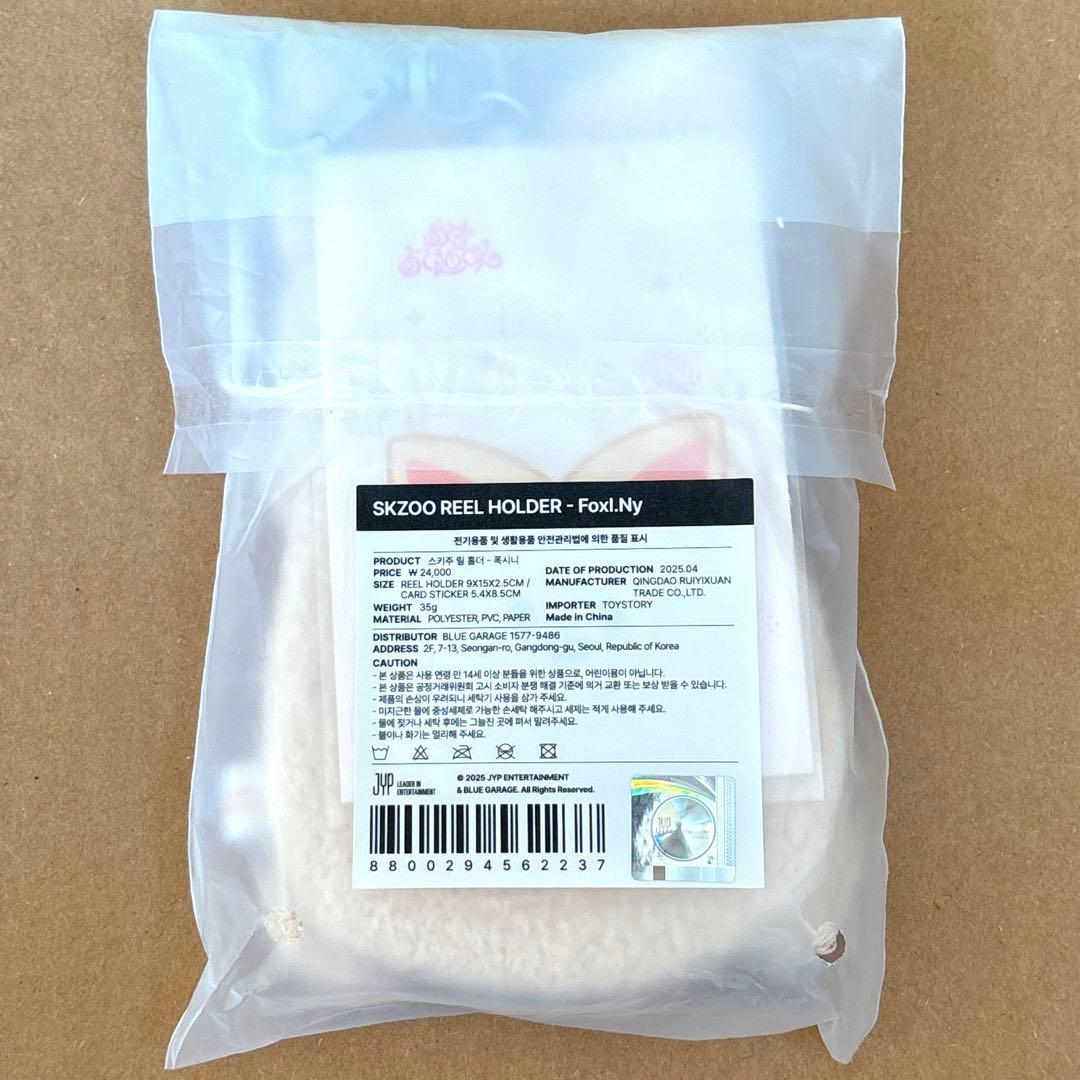 SKZOO REEL HOLDER - FoxI.Ny
전기용품 및 생활용품 안전관리법에 의한 품질 표시
PRODUCT 스키주 릴 홀더 - 폭시니
PRICE ₩ 24,000
SIZE REEL HOLDER 9X15X2.5CM /
CARD STICKER 5.4X8.5CM
WEIGHT 35g
MATERIAL POLYESTER, PVC, PAPER
DATE OF PRODUCTION 2025.04
MANUFACTURER QINGDAO RUIYIXUAN
TRADE CO.,LTD.
IMPORTER TOYSTORY
Made in China
DISTRIBUTOR BLUE GARAGE 1577-9486
ADDRESS 2F, 7-13, Seongan-ro, Gangdong-gu, Seoul, Republic of Korea
CAUTION
- 본 상품은 사용 연령 만 14세 이상 분들을 위한 상품으로, 어린이용이 아닙니다.
- 본 상품은 공정거래위원회 고시 소비자 분쟁 해결 기준에 의거 교환 또는 보상 받을 수 있습니다.
- 제품의 손상이 우려되니 세탁기 사용을 삼가 주세요.
- 미지근한 물에 중성세제로 가능한 손세탁 해주시고 세제는 적게 사용해 주세요.
- 물에 젖거나 세탁 후에는 그늘진 곳에 펴서 말려주세요.
- 불이나 화기는 멀리해 주세요.
JYP LEADER IN
ENTERTAINMENT
© 2025 JYP ENTERTAINMENT
& BLUE GARAGE. All Rights Reserved.
8800294562237
JYP